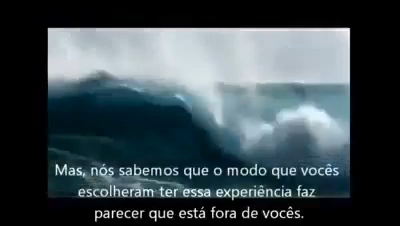 Mas, nós sabemos que o modo que vocês
escolheram ter essa experiência faz
parecer que está fora de vocês.